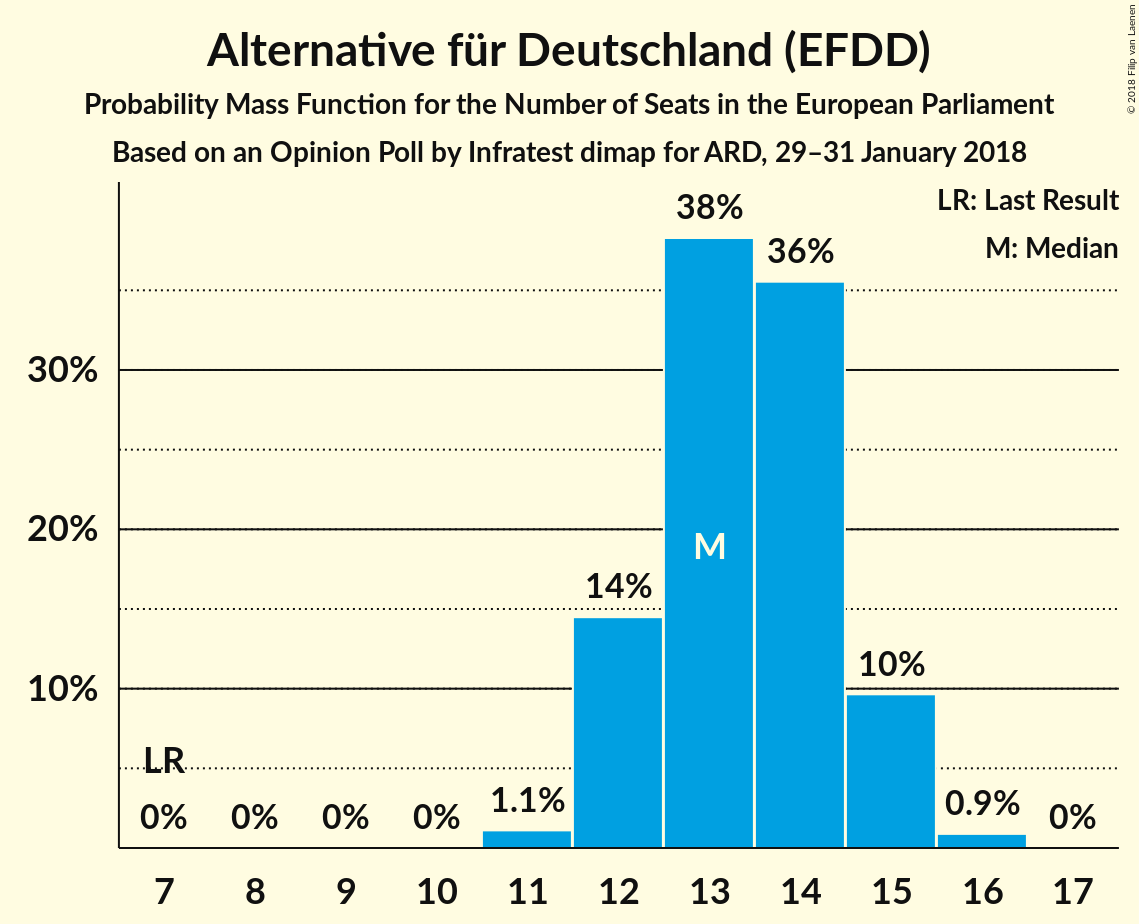 Alternative für Deutschland (EFDD)
Probability Mass Function for the Number of Seats in the European Parliament
Based on an Opinion Poll by Infratest dimap for ARD, 29–31 January 2018
© 2018 Filip van Laenen
LR: Last Result
M: Median
38%
36%
30%
20%
M
14%
10%
10%
LR
0% 0% 0% 0% 1.1% 0.9% 0%
7 8 9 10 11 12 13 14 15 16 17